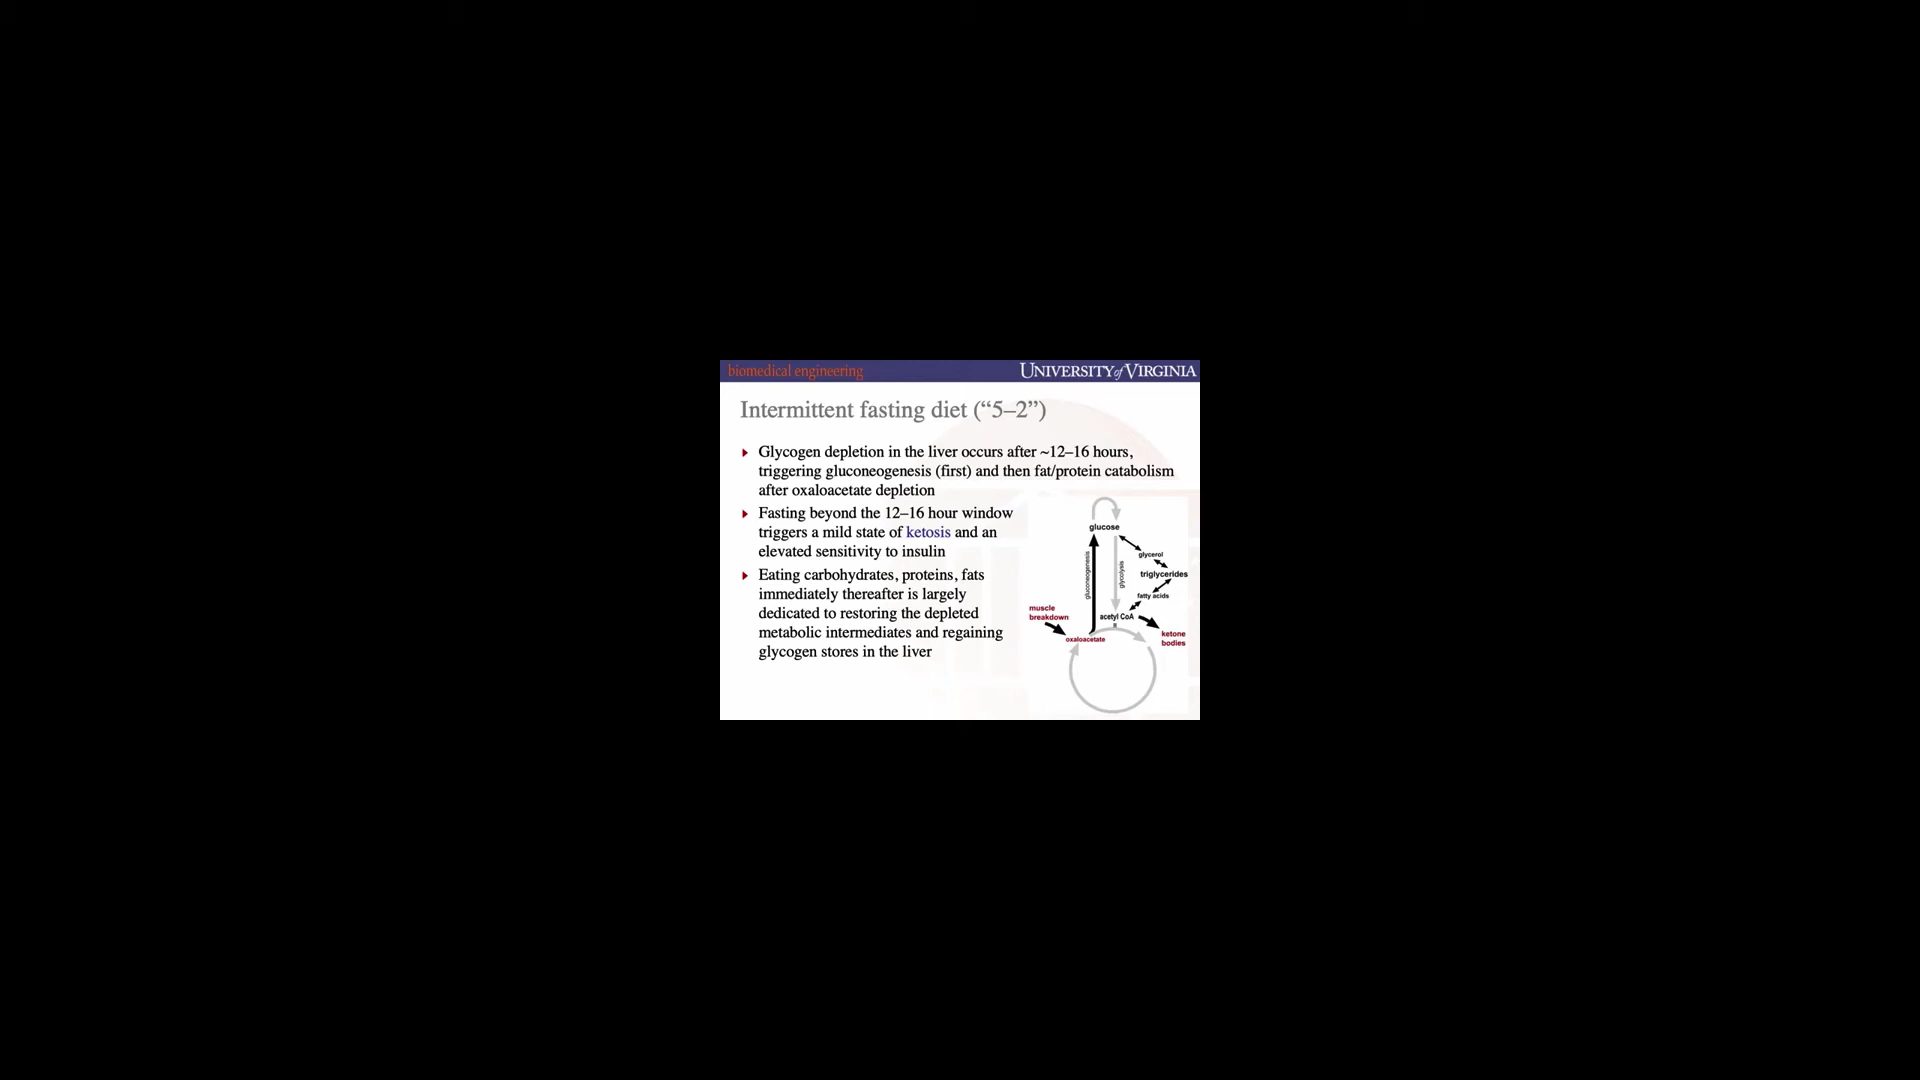 biomedical engineering
UNIVERSITY of VIRGINIA
Intermittent fasting diet (“5–2”)
Glycogen depletion in the liver occurs after ~12–16 hours,
triggering gluconeogenesis (first) and then fat/protein catabolism
after oxaloacetate depletion
Fasting beyond the 12–16 hour window
triggers a mild state of ketosis and an
elevated sensitivity to insulin
Eating carbohydrates, proteins, fats
immediately thereafter is largely
dedicated to restoring the depleted
metabolic intermediates and regaining
glycogen stores in the liver
glucose
glycerol
gluconeogenesis
glycolysis
triglycerides
fatty acids
muscle
breakdown
acetyl CoA
oxaloacetate
ketone
bodies